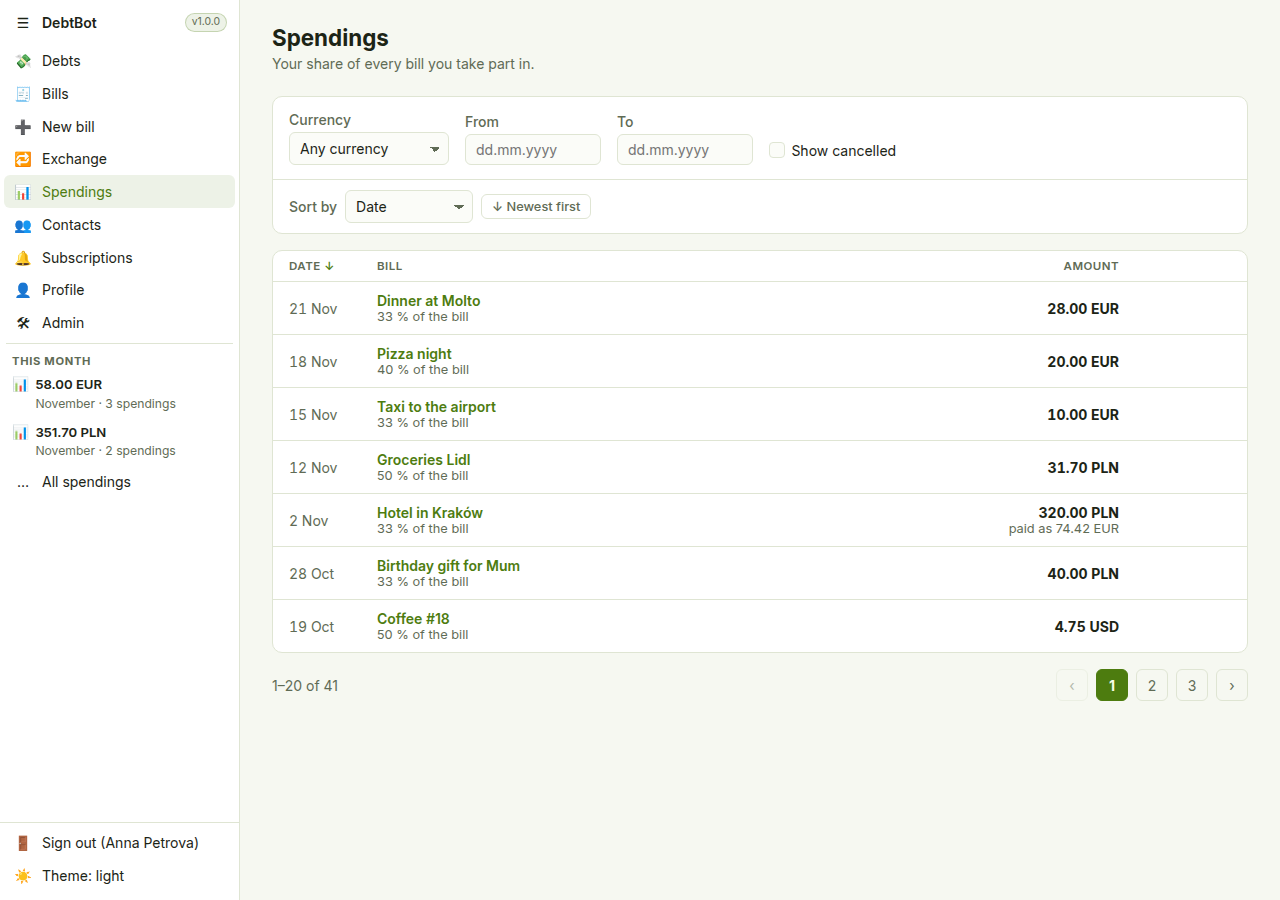 ☰ DebtBot v1.0.0
Debts
Bills
New bill
Exchange
Spendings
Contacts
Subscriptions
Profile
Admin
THIS MONTH
58.00 EUR
November · 3 spendings
351.70 PLN
November · 2 spendings
... All spendings
Sign out (Anna Petrova)
Theme: light
Spendings
Your share of every bill you take part in.
Currency From To
Any currency dd.mm.yyyy dd.mm.yyyy Show cancelled
Sort by Date ↓ Newest first
DATE ↓ BILL AMOUNT
21 Nov Dinner at Molto 28.00 EUR
33 % of the bill
18 Nov Pizza night 20.00 EUR
40 % of the bill
15 Nov Taxi to the airport 10.00 EUR
33 % of the bill
12 Nov Groceries Lidl 31.70 PLN
50 % of the bill
2 Nov Hotel in Kraków 320.00 PLN
33 % of the bill paid as 74.42 EUR
28 Oct Birthday gift for Mum 40.00 PLN
33 % of the bill
19 Oct Coffee #18 4.75 USD
50 % of the bill
1–20 of 41 ‹ 1 2 3 ›